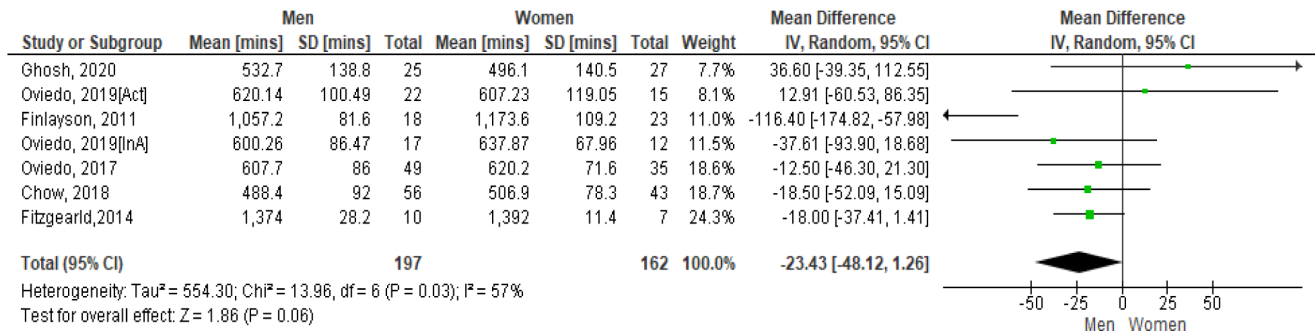 Men Women Mean Difference Mean Difference
Study or Subgroup Mean [mins] SD [mins] Total Mean [mins] SD [mins] Total Weight IV, Random, 95% CI IV, Random, 95% CI
Ghosh, 2020 532.7 138.8 25 496.1 140.5 27 7.7% 36.60 [-39.35, 112.55]
Oviedo, 2019[Act] 620.14 100.49 22 607.23 119.05 15 8.1% 12.91 [-60.53, 86.35]
Finlayson, 2011 1,057.2 81.6 18 1,173.6 109.2 23 11.0% -116.40 [-174.82, -57.98]
Oviedo, 2019[InA] 600.26 86.47 17 637.87 67.96 12 11.5% -37.61 [-93.90, 18.68]
Oviedo, 2017 607.7 86 49 620.2 71.6 35 18.6% -12.50 [-46.30, 21.30]
Chow, 2018 488.4 92 56 506.9 78.3 43 18.7% -18.50 [-52.09, 15.09]
Fitzgearld,2014 1,374 28.2 10 1,392 11.4 7 24.3% -18.00 [-37.41, 1.41]
Total (95% CI) 197 162 100.0% -23.43 [-48.12, 1.26]
Heterogeneity: Tau² = 554.30; Chi² = 13.96, df = 6 (P = 0.03); I² = 57%
Test for overall effect: Z = 1.86 (P = 0.06)
-50 -25 0 25 50
Men Women